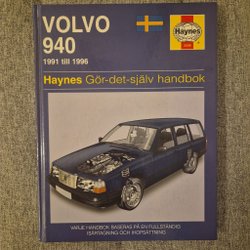 VOLVO
940
1991 till 1996
Haynes
Haynes Gör-det-själv handbok
VARJE HANDBOK BASERAS PÅ EN FULLSTÄNDIG
ISÄRTAGNING OCH IHOPSÄTTNING